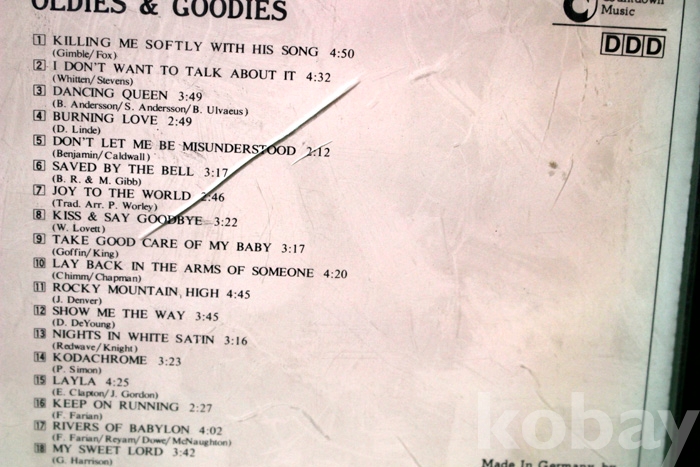 OLDIES & GOODIES
Music
DDD
1 KILLING ME SOFTLY WITH HIS SONG 4:50
(Gimble/Fox)
2 I DON'T WANT TO TALK ABOUT IT 4:32
(Whitten/Stevens)
3 DANCING QUEEN 3:49
(B. Andersson/S. Andersson/B. Ulvaeus)
4 BURNING LOVE 2:49
(D. Linde)
5 DON'T LET ME BE MISUNDERSTOOD 2:12
(Benjamin/Caldwall)
6 SAVED BY THE BELL 3:17
(B. R. & M. Gibb)
7 JOY TO THE WORLD 2:46
(Trad. Arr. P. Worley)
8 KISS & SAY GOODBYE 3:22
(W. Lovett)
9 TAKE GOOD CARE OF MY BABY 3:17
(Goffin/King)
10 LAY BACK IN THE ARMS OF SOMEONE 4:20
(Chimm/Chapman)
11 ROCKY MOUNTAIN HIGH 4:45
(J. Denver)
12 SHOW ME THE WAY 3:45
(D. DeYoung)
13 NIGHTS IN WHITE SATIN 3:16
(Redwave/Knight)
14 KODACHROME 3:23
(P. Simon)
15 LAYLA 4:25
(E. Clapton/J. Gordon)
16 KEEP ON RUNNING 2:27
(F. Farian)
17 RIVERS OF BABYLON 4:02
(F. Farian/Reyam/Dowe/McNaughton)
18 MY SWEET LORD 3:42
(G. Harrison)
Made In Germany by
kobay